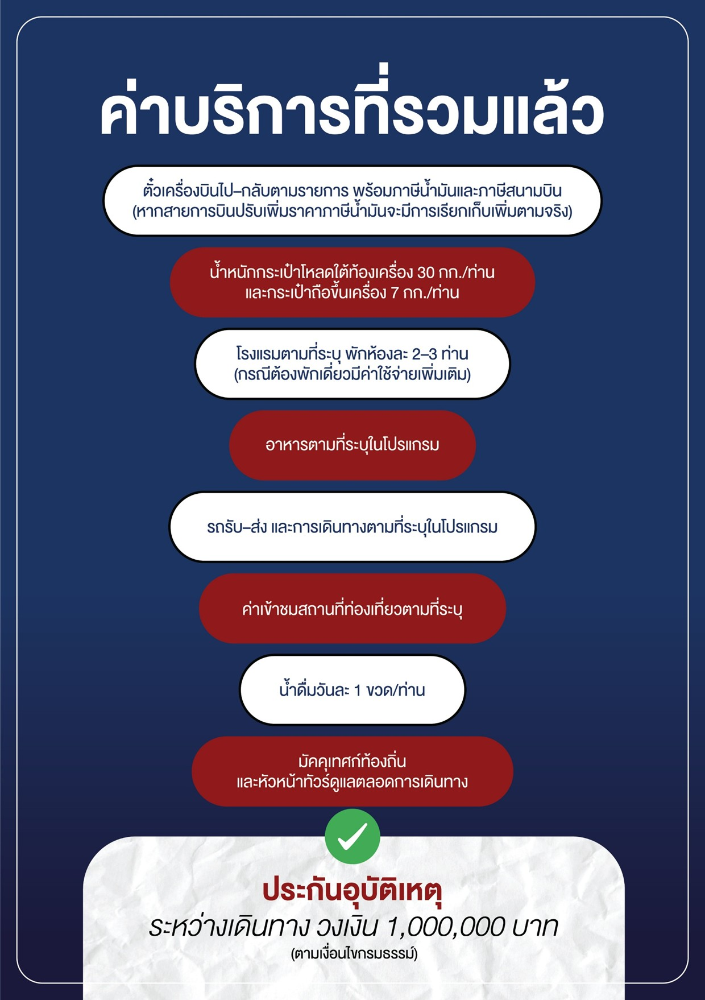 ค่าบริการที่รวมแล้ว
ตั๋วเครื่องบินไป–กลับตามรายการ พร้อมภาษีน้ำมันและภาษีสนามบิน
(หากสายการบินปรับเพิ่มราคาภาษีน้ำมันจะมีการเรียกเก็บเพิ่มตามจริง)
น้ำหนักกระเป๋าโหลดใต้ท้องเครื่อง 30 กก./ท่าน
และกระเป๋าถือขึ้นเครื่อง 7 กก./ท่าน
โรงแรมตามที่ระบุ พักห้องละ 2–3 ท่าน
(กรณีต้องพักเดี่ยวมีค่าใช้จ่ายเพิ่มเติม)
อาหารตามที่ระบุในโปรแกรม
รถรับ–ส่ง และการเดินทางตามที่ระบุในโปรแกรม
ค่าเข้าชมสถานที่ท่องเที่ยวตามที่ระบุ
น้ำดื่มวันละ 1 ขวด/ท่าน
มัคคุเทศก์ท้องถิ่น
และหัวหน้าทัวร์ดูแลตลอดการเดินทาง
ประกันอุบัติเหตุ
ระหว่างเดินทาง วงเงิน 1,000,000 บาท
(ตามเงื่อนไขกรมธรรม์)